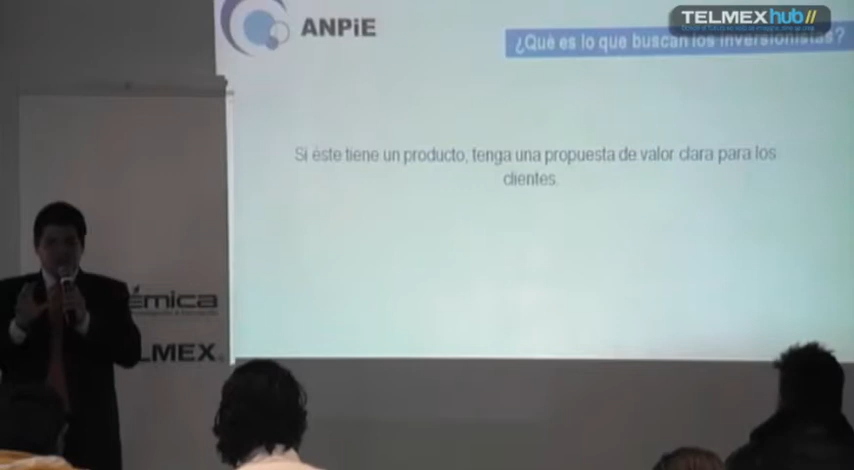 TELMEXhub//
ANPiE
¿Qué es lo que buscan los inversionistas?
Si éste tiene un producto, tenga una propuesta de valor clara para los
clientes
émica
LMEX